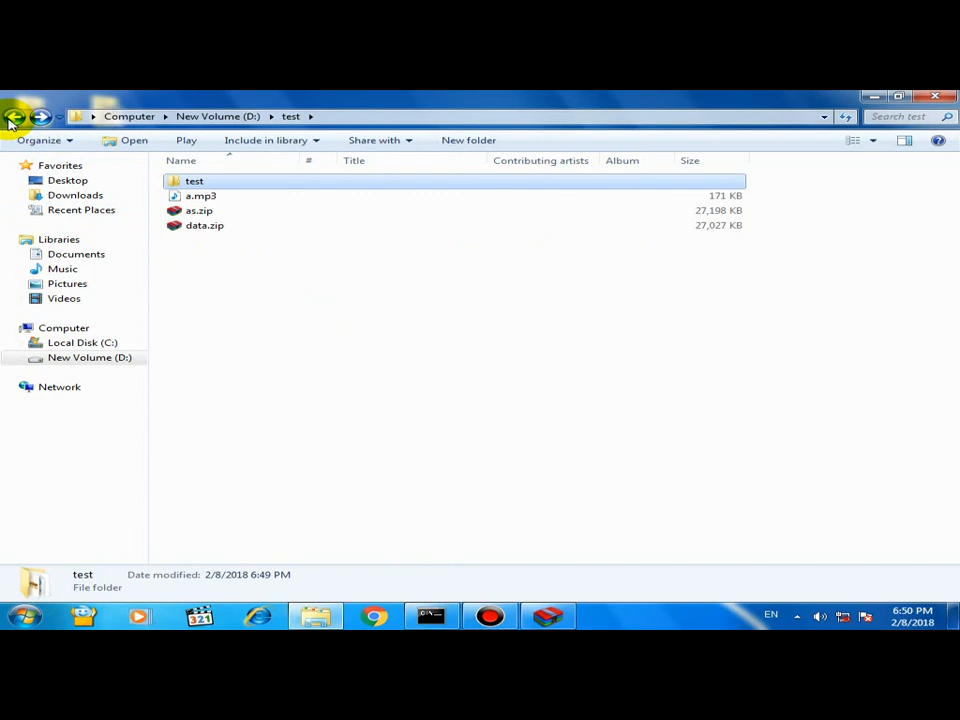 Computer New Volume (D:) test Search test
Organize Open Play Include in library Share with New folder
Name # Title Contributing artists Album Size
Favorites
Desktop
Downloads
Recent Places
Libraries
Documents
Music
Pictures
Videos
Computer
Local Disk (C:)
New Volume (D:)
Network
test
a.mp3 171 KB
as.zip 27,198 KB
data.zip 27,027 KB
test Date modified: 2/8/2018 6:49 PM
File folder
321
EN
6:50 PM
2/8/2018